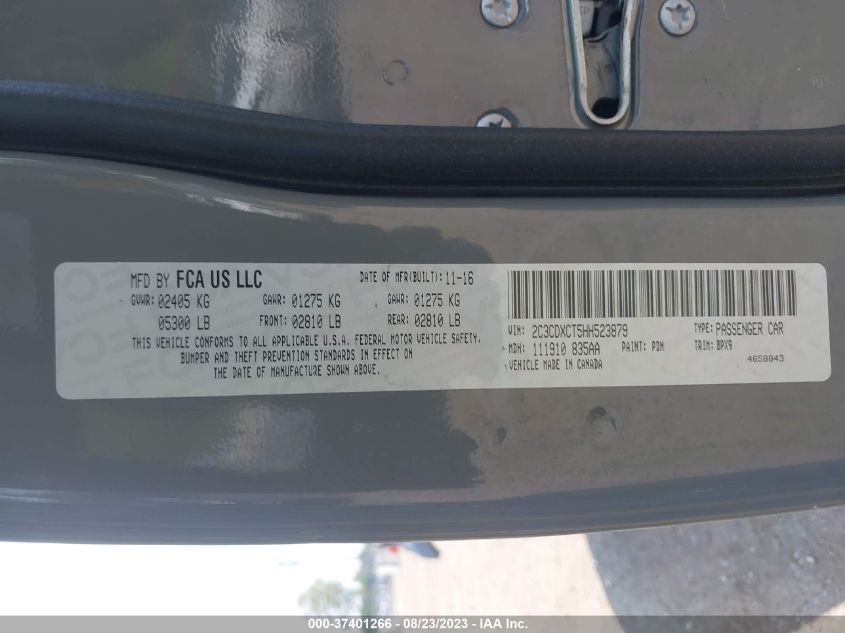 MFD BY FCA US LLC DATE OF MFR(BUILT): 11-16
GVWR: 02405 KG GAWR: 01275 KG GAWR: 01275 KG
05300 LB FRONT: 02810 LB REAR: 02810 LB
THIS VEHICLE CONFORMS TO ALL APPLICABLE U.S.A. FEDERAL MOTOR VEHICLE SAFETY,
BUMPER AND THEFT PREVENTION STANDARDS IN EFFECT ON
THE DATE OF MANUFACTURE SHOWN ABOVE.
VIN: 2C3CDXCT5HH523879 TYPE: PASSENGER CAR
MDH: 111910 835AA PAINT: PDN TRIM: BPX9
VEHICLE MADE IN CANADA 4658843
000-37401266 - 08/23/2023 - IAA Inc.